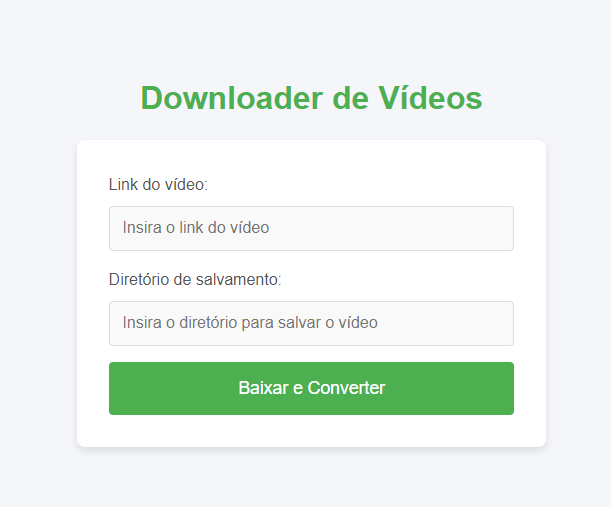 Downloader de Vídeos
Link do vídeo:
Insira o link do vídeo
Diretório de salvamento:
Insira o diretório para salvar o vídeo
Baixar e Converter